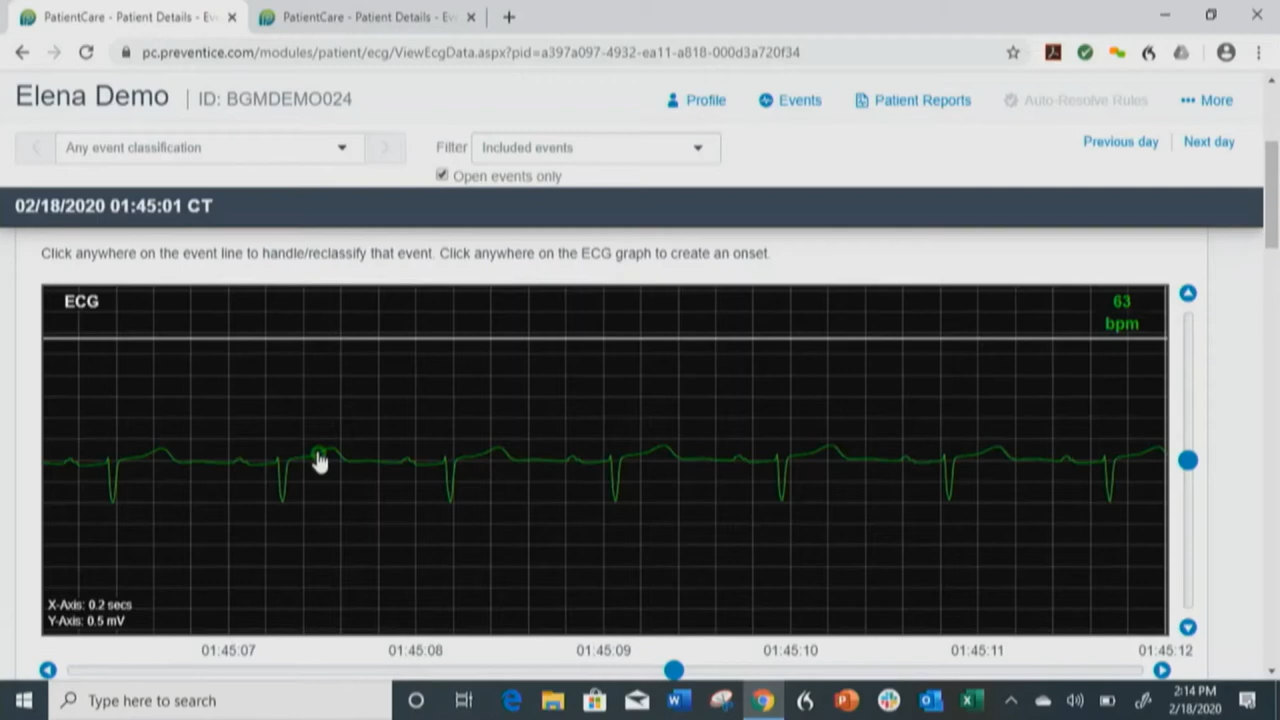 PatientCare - Patient Details - Eve
PatientCare - Patient Details - Ev
pc.preventice.com/modules/patient/ecg/ViewEcgData.aspx?pid=a397a097-4932-ea11-a818-000d3a720f34
Elena Demo | ID: BGMDEMO024
Profile Events Patient Reports Auto-Resolve Rules More
Any event classification Filter Included events Previous day | Next day
Open events only
02/18/2020 01:45:01 CT
Click anywhere on the event line to handle/reclassify that event. Click anywhere on the ECG graph to create an onset.
ECG
63
bpm
X-Axis: 0.2 secs
Y-Axis: 0.5 mV
01:45:07 01:45:08 01:45:09 01:45:10 01:45:11 01:45:12
Type here to search
2:14 PM
2/18/2020